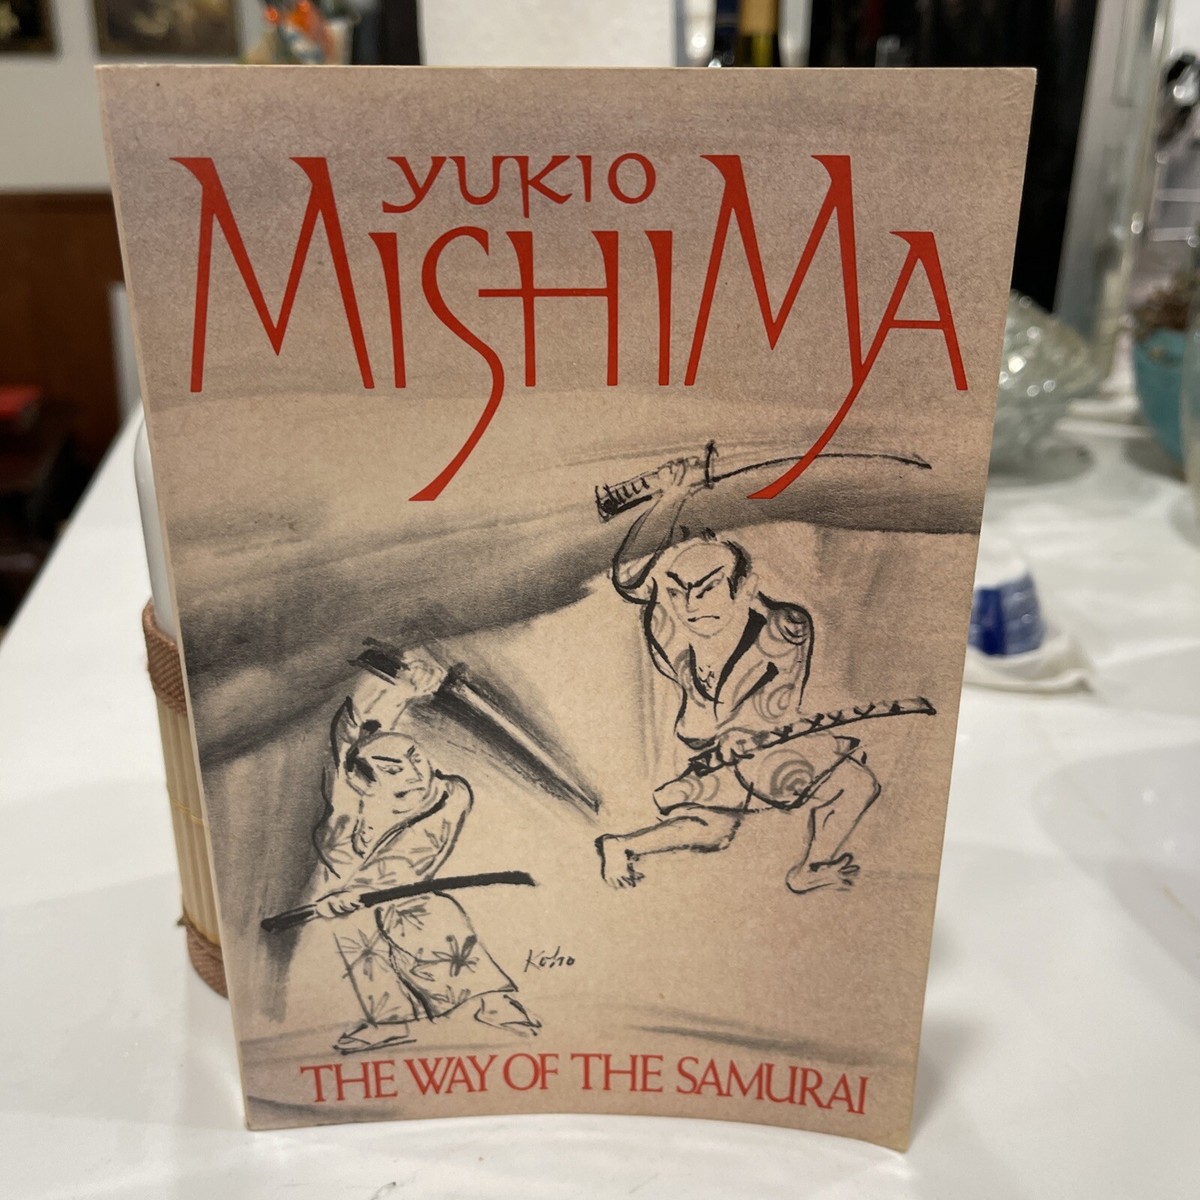 YUKIO
MISHIMA
Koho
THE WAY OF THE SAMURAI